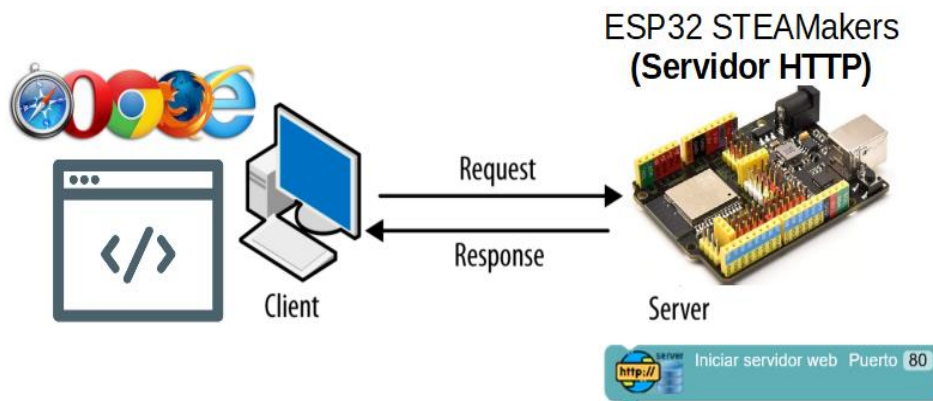 ESP32 STEAMakers
(Servidor HTTP)
Request
Response
Client
Server
</>
http://
server
Iniciar servidor web Puerto 80